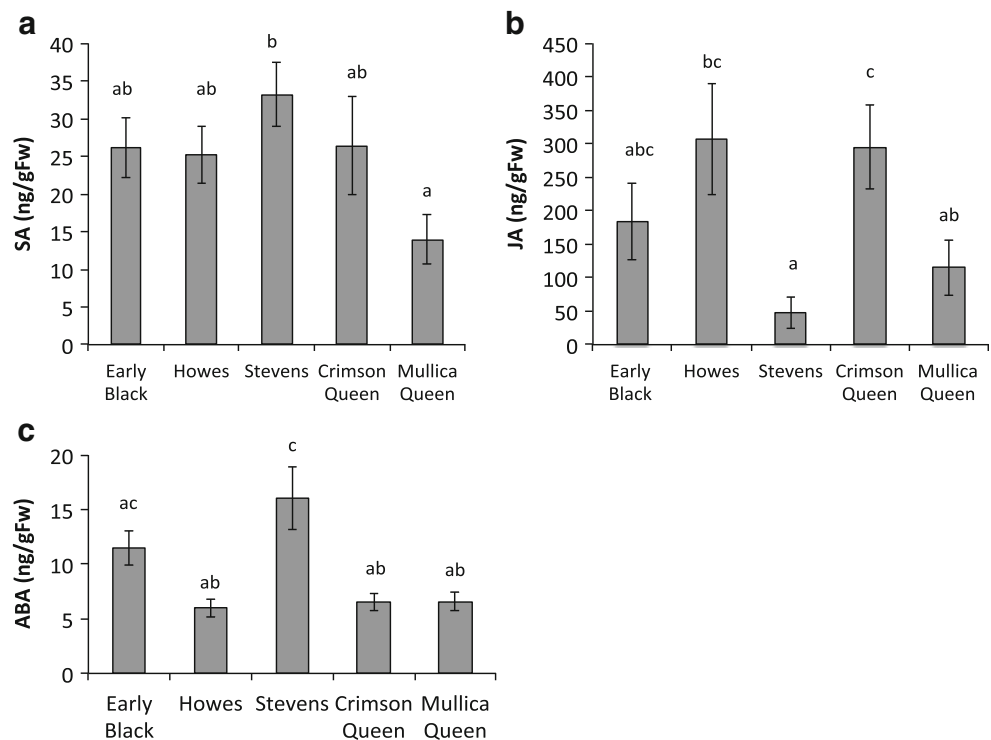 a
SA (ng/gFw)
40
35
30
25
20
15
10
5
0
ab
ab
b
ab
a
Early Black
Howes
Stevens
Crimson Queen
Mullica Queen
b
JA (ng/gFw)
450
400
350
300
250
200
150
100
50
0
abc
bc
a
c
ab
Early Black
Howes
Stevens
Crimson Queen
Mullica Queen
c
ABA (ng/gFw)
20
15
10
5
0
ac
ab
c
ab
ab
Early Black
Howes
Stevens
Crimson Queen
Mullica Queen